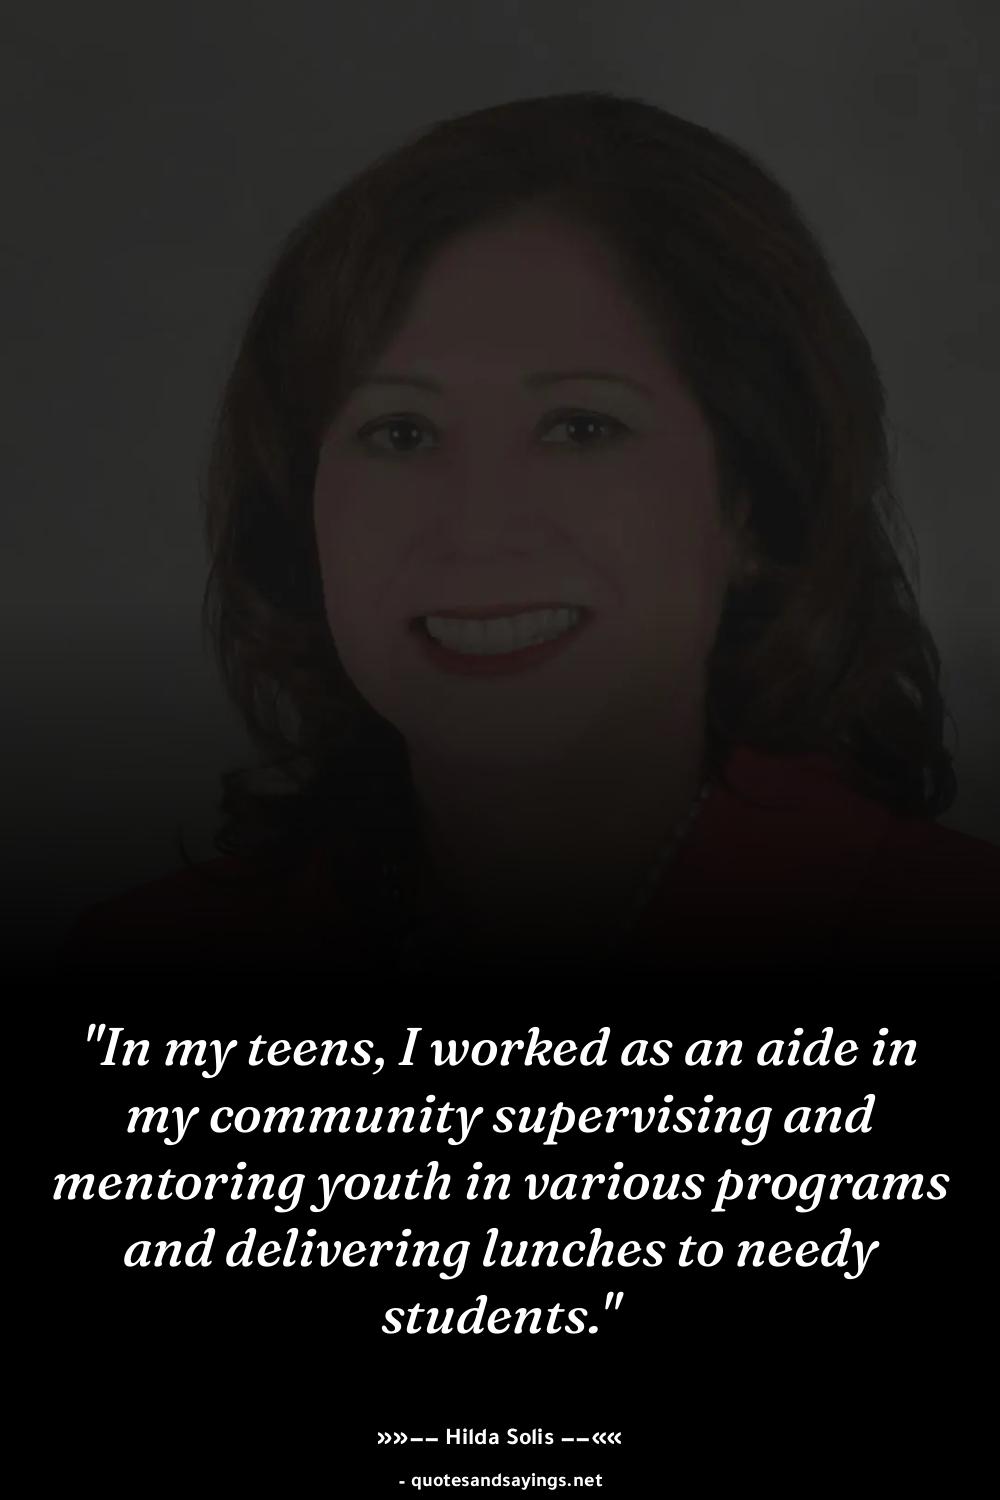 "In my teens, I worked as an aide in
my community supervising and
mentoring youth in various programs
and delivering lunches to needy
students."
»»−− Hilda Solis −−««
- quotesandsayings.net